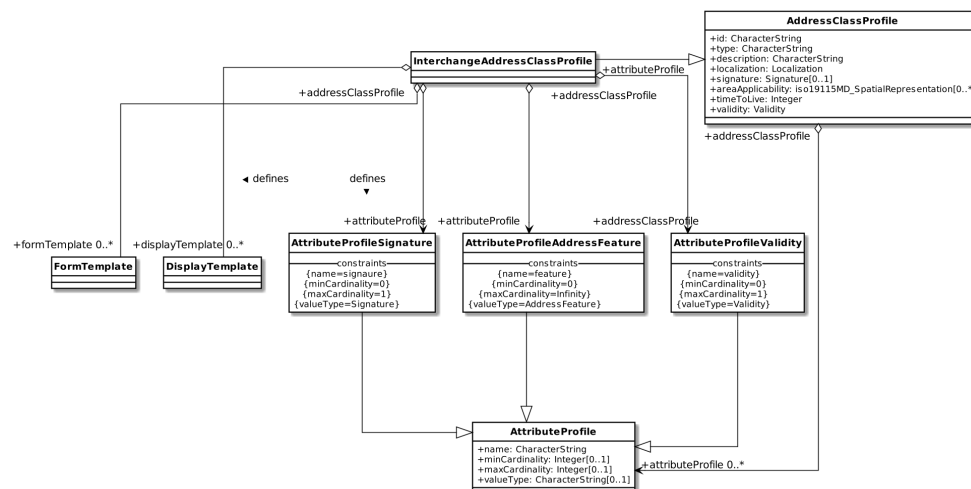 AddressClassProfile
+id: CharacterString
+type: CharacterString
+description: CharacterString
+localization: Localization
+signature: Signature[0..1]
+areaApplicability: iso19115MD_SpatialRepresentation[0..*
+timeToLive: Integer
+validity: Validity
InterchangeAddressClassProfile
+attributeProfile
+addressClassProfile
+addressClassProfile
+addressClassProfile
defines
defines
+attributeProfile
+attributeProfile
+addressClassProfile
+formTemplate 0..*
+displayTemplate 0..*
FormTemplate
DisplayTemplate
AttributeProfileSignature
constraints
{name=signaure}
{minCardinality=0}
{maxCardinality=1}
{valueType=Signature}
AttributeProfileAddressFeature
constraints
{name=feature}
{minCardinality=0}
{maxCardinality=Infinity}
{valueType=AddressFeature}
AttributeProfileValidity
constraints
{name=validity}
{minCardinality=0}
{maxCardinality=1}
{valueType=Validity}
AttributeProfile
+name: CharacterString
+minCardinality: Integer[0..1]
+maxCardinality: Integer[0..1]
+valueType: CharacterString[0..1]
+attributeProfile 0..*